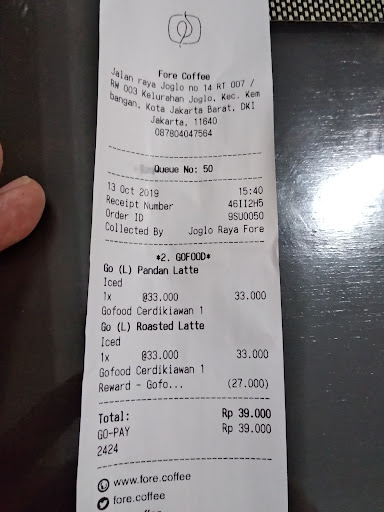 Fore Coffee
Jalan raya Joglo no 14 RT 007 /
RW 003 Kelurahan Joglo, Kec. Kem
bangan, Kota Jakarta Barat, DKI
Jakarta, 11640
087804047564
Queue No: 50
13 Oct 2019 15:40
Receipt Number 46II2H5
Order ID 9SU0050
Collected By Joglo Raya Fore
*2. GOFOOD*
Go (L) Pandan Latte
Iced
1x @33.000 33.000
Gofood Cerdikiawan 1
Go (L) Roasted Latte
Iced
1x @33.000 33.000
Gofood Cerdikiawan 1
Reward - Gofo... (27.000)
Total: Rp 39.000
GO-PAY Rp 39.000
2424
www.fore.coffee
fore.coffee